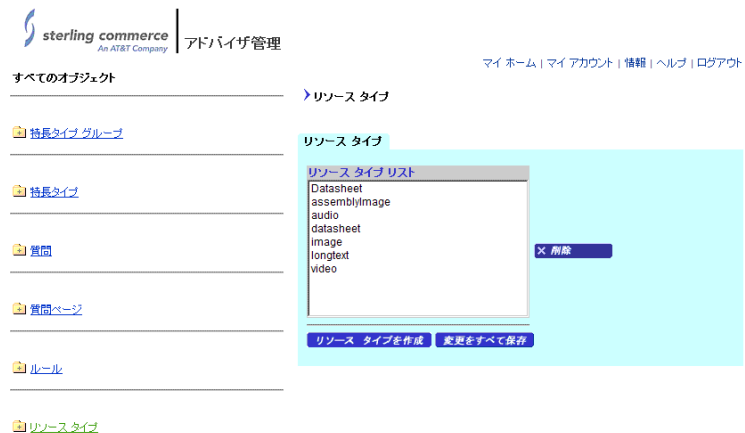 sterling commerce
An AT&T Company
アドバイザ管理
マイ ホーム | マイ アカウント | 情報 | ヘルプ | ログアウト
すべてのオブジェクト
特長タイプ グループ
特長タイプ
質問
質問ページ
ルール
リソース タイプ
リソース タイプ
リソース タイプ
リソース タイプ リスト
Datasheet
assemblyImage
audio
datasheet
image
longtext
video
削除
リソース タイプを作成
変更をすべて保存